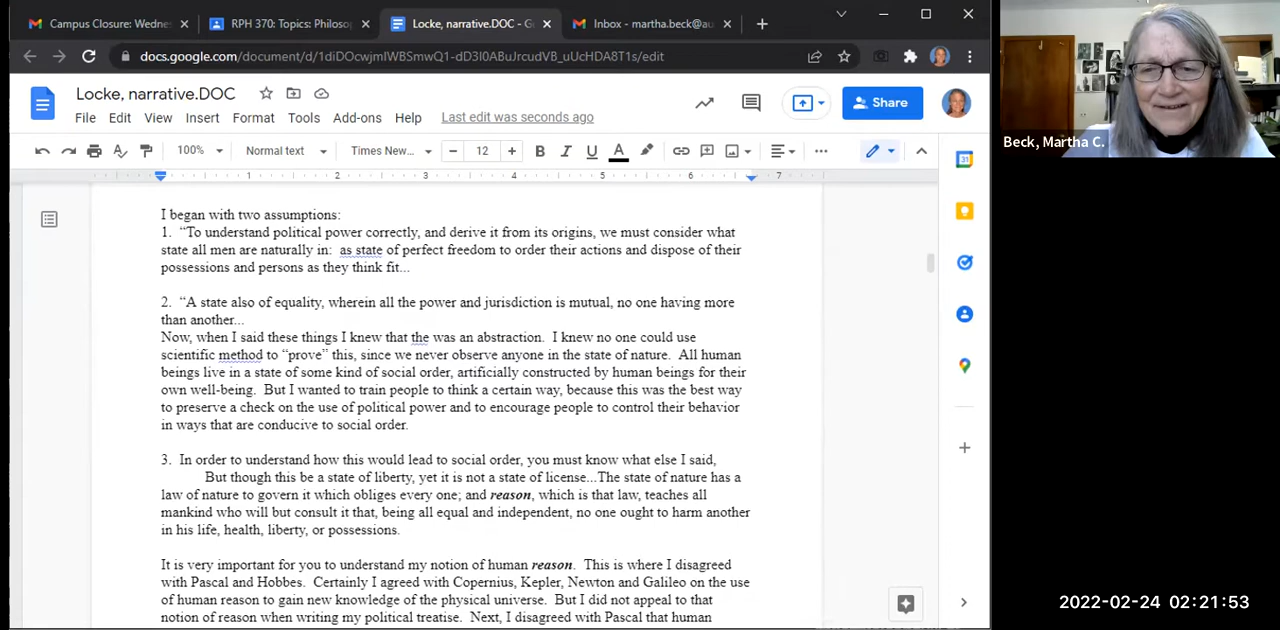 Campus Closure: Wedne
RPH 370: Topics: Philoso
Locke, narrative.DOC - G
Inbox - martha.beck@au
docs.google.com/document/d/1diDOcwjmIWBSmwQ1-dD3I0ABuJrcudVB_uUcHDA8T1s/edit
Locke, narrative.DOC
Share
File Edit View Insert Format Tools Add-ons Help Last edit was seconds ago
100% Normal text Times New... 12 B I U A
1 2 3 4 5 6 7
I began with two assumptions:
1. “To understand political power correctly, and derive it from its origins, we must consider what
state all men are naturally in: as state of perfect freedom to order their actions and dispose of their
possessions and persons as they think fit...
2. “A state also of equality, wherein all the power and jurisdiction is mutual, no one having more
than another...
Now, when I said these things I knew that the was an abstraction. I knew no one could use
scientific method to “prove” this, since we never observe anyone in the state of nature. All human
beings live in a state of some kind of social order, artificially constructed by human beings for their
own well-being. But I wanted to train people to think a certain way, because this was the best way
to preserve a check on the use of political power and to encourage people to control their behavior
in ways that are conducive to social order.
3. In order to understand how this would lead to social order, you must know what else I said,
But though this be a state of liberty, yet it is not a state of license...The state of nature has a
law of nature to govern it which obliges every one; and reason, which is that law, teaches all
mankind who will but consult it that, being all equal and independent, no one ought to harm another
in his life, health, liberty, or possessions.
It is very important for you to understand my notion of human reason. This is where I disagreed
with Pascal and Hobbes. Certainly I agreed with Copernius, Kepler, Newton and Galileo on the use
of human reason to gain new knowledge of the physical universe. But I did not appeal to that
notion of reason when writing my political treatise. Next, I disagreed with Pascal that human
31
Beck, Martha C.
2022-02-24 02:21:53